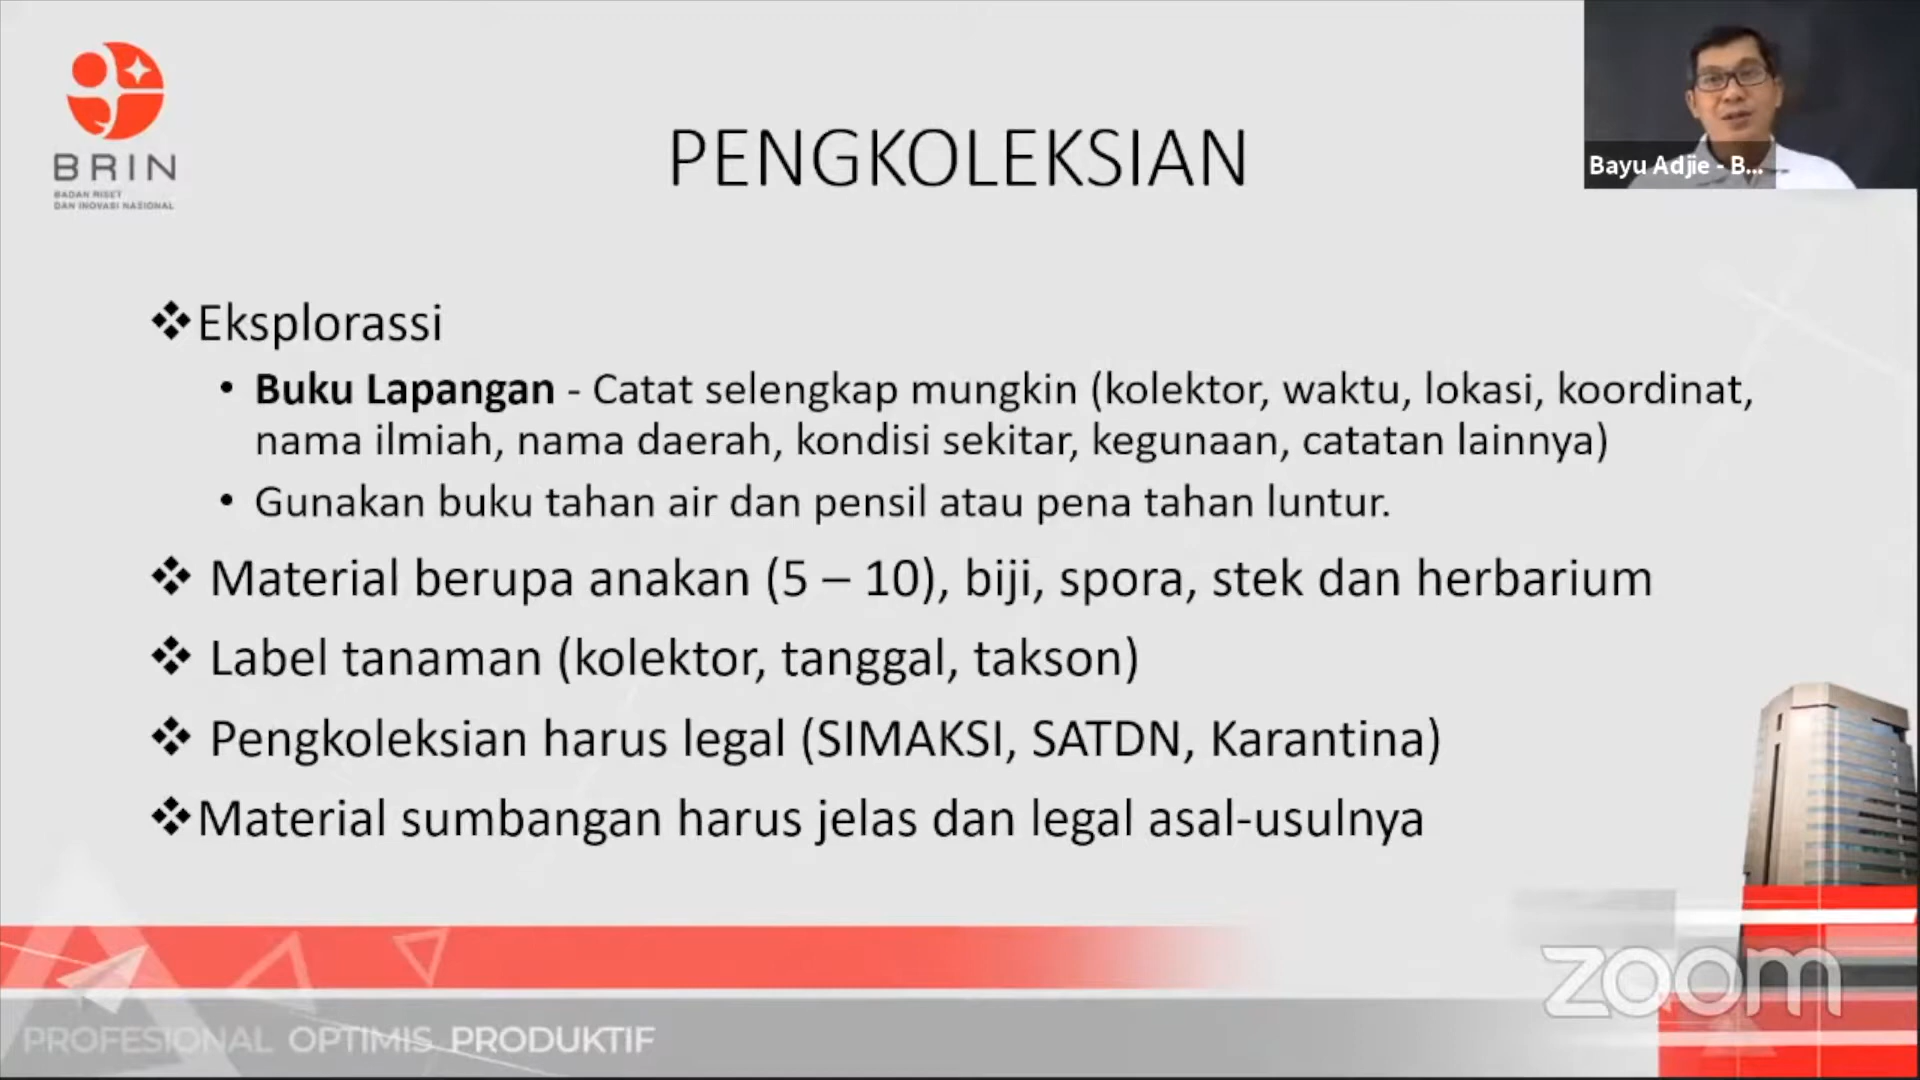 BRIN
BADAN RISET
DAN INOVASI NASIONAL
PENGKOLEKSIAN
Bayu Adjie - B...
❖Eksplorassi
• Buku Lapangan - Catat selengkap mungkin (kolektor, waktu, lokasi, koordinat,
nama ilmiah, nama daerah, kondisi sekitar, kegunaan, catatan lainnya)
• Gunakan buku tahan air dan pensil atau pena tahan luntur.
❖ Material berupa anakan (5 – 10), biji, spora, stek dan herbarium
❖ Label tanaman (kolektor, tanggal, takson)
❖ Pengkoleksian harus legal (SIMAKSI, SATDN, Karantina)
❖Material sumbangan harus jelas dan legal asal-usulnya
zoom
PROFESIONAL OPTIMIS PRODUKTIF